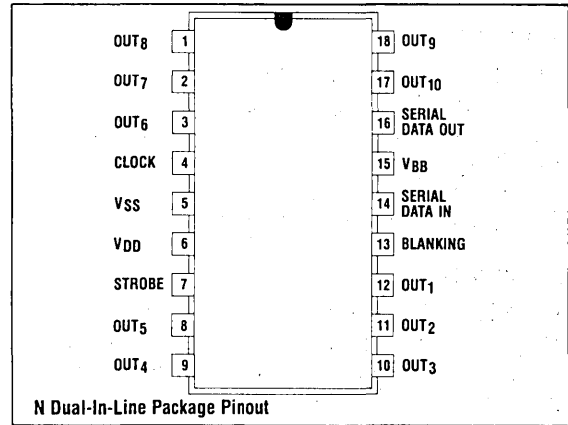 OUT8 1 18 OUT9
OUT7 2 17 OUT10
OUT6 3 16 SERIAL DATA OUT
CLOCK 4 15 VBB
VSS 5 14 SERIAL DATA IN
VDD 6 13 BLANKING
STROBE 7 12 OUT1
OUT5 8 11 OUT2
OUT4 9 10 OUT3
N Dual-In-Line Package Pinout